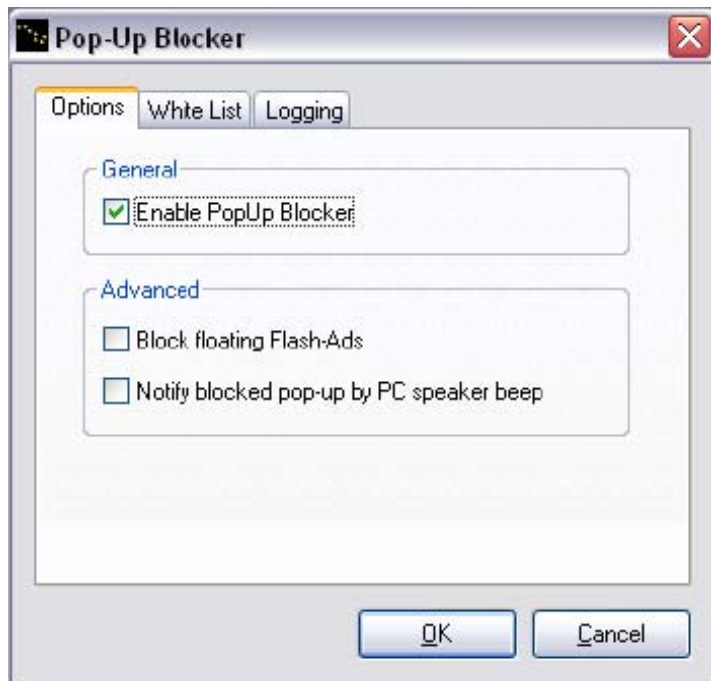 Pop-Up Blocker
Options White List Logging
General
Enable PopUp Blocker
Advanced
Block floating Flash-Ads
Notify blocked pop-up by PC speaker beep
OK Cancel